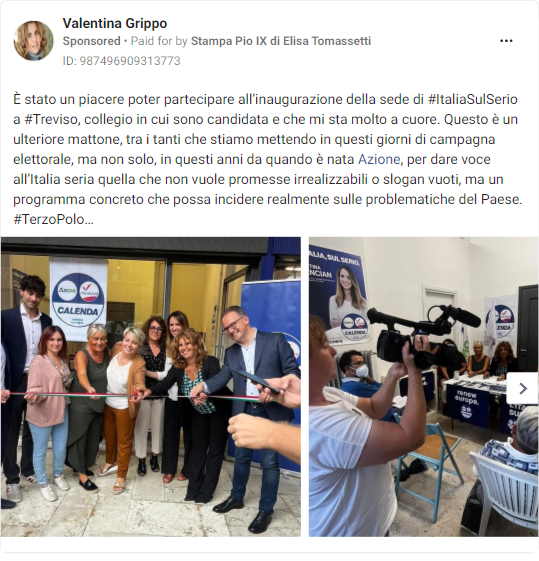 Valentina Grippo
Sponsored • Paid for by Stampa Pio IX di Elisa Tomassetti
ID: 987496909313773
È stato un piacere poter partecipare all'inaugurazione della sede di #ItaliaSulSerio
a #Treviso, collegio in cui sono candidata e che mi sta molto a cuore. Questo è un
ulteriore mattone, tra i tanti che stiamo mettendo in questi giorni di campagna
elettorale, ma non solo, in questi anni da quando è nata Azione, per dare voce
all'Italia seria quella che non vuole promesse irrealizzabili o slogan vuoti, ma un
programma concreto che possa incidere realmente sulle problematiche del Paese.
#TerzoPolo...
AZIONE
CALENDA
ALIA, SUL SERIO.
TINA
ENCIÀN
CALENDA
renew
europe.